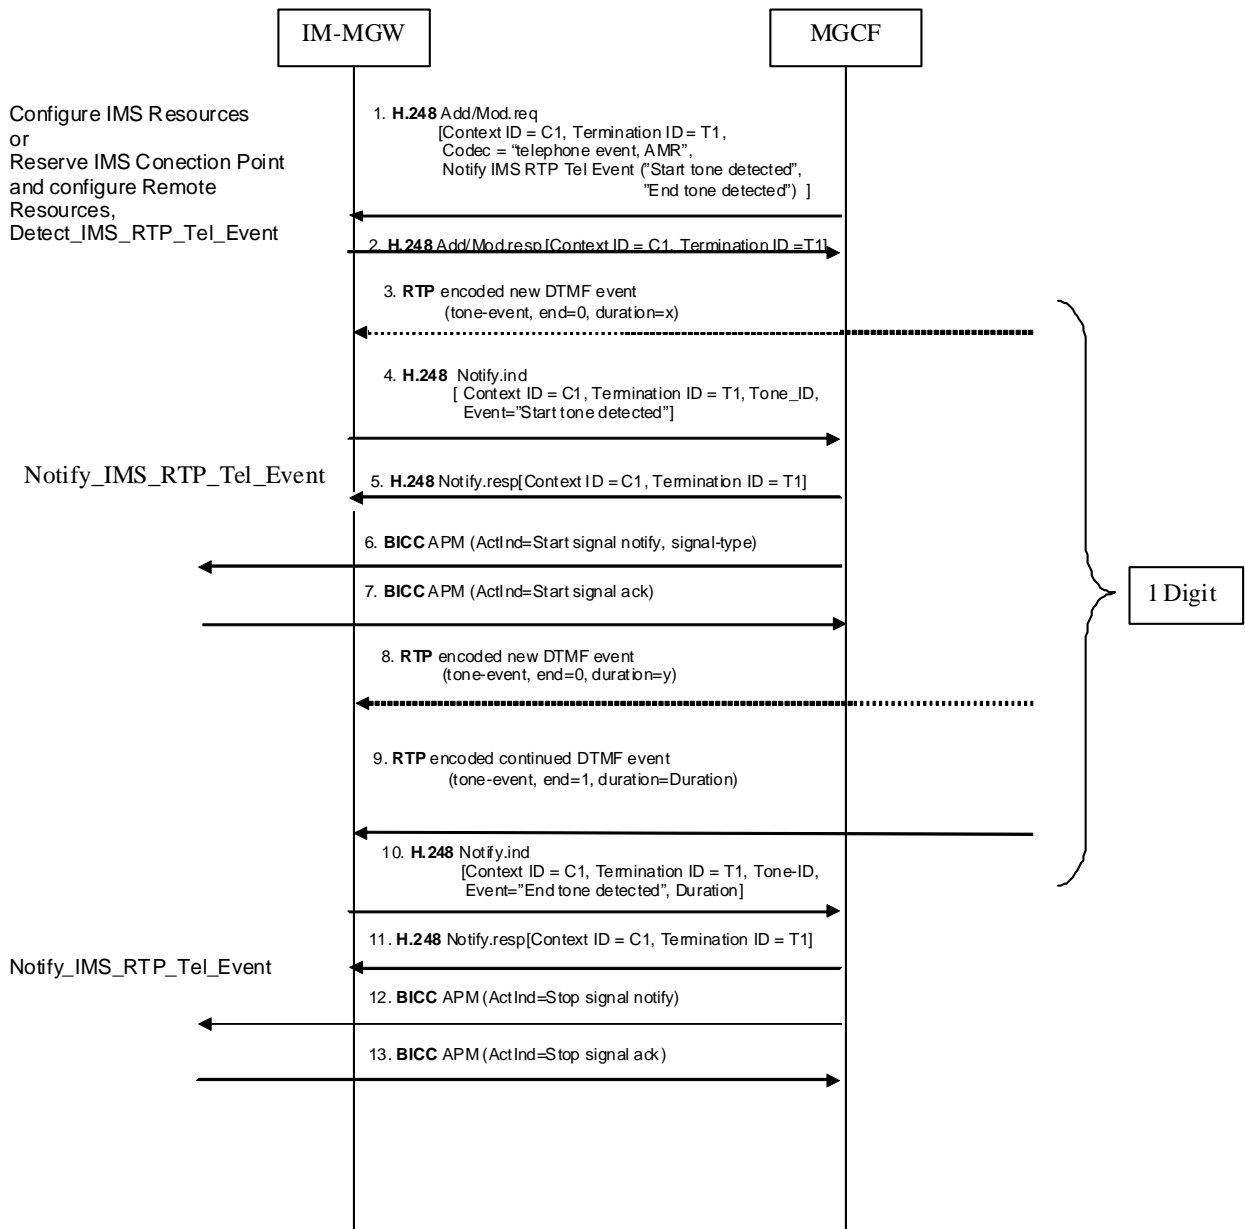 IM-MGW
MGCF
Configure IMS Resources
or
Reserve IMS Conection Point
and configure Remote
Resources,
Detect_IMS_RTP_Tel_Event
1. H.248 Add/Mod.req
[Context ID = C1, Termination ID = T1,
Codec = “telephone event, AMR”,
Notify IMS RTP Tel Event (”Start tone detected”,
”End tone detected”) ]
2. H.248 Add/Mod.resp [Context ID = C1, Termination ID =T1]
3. RTP encoded new DTMF event
(tone-event, end=0, duration=x)
4. H.248 Notify.ind
[ Context ID = C1, Termination ID = T1, Tone_ID,
Event=”Start tone detected”]
Notify_IMS_RTP_Tel_Event
5. H.248 Notify.resp[Context ID = C1, Termination ID = T1]
6. BICC APM (ActInd=Start signal notify, signal-type)
7. BICC APM (ActInd=Start signal ack)
1 Digit
8. RTP encoded new DTMF event
(tone-event, end=0, duration=y)
9. RTP encoded continued DTMF event
(tone-event, end=1, duration=Duration)
10. H.248 Notify.ind
[Context ID = C1, Termination ID = T1, Tone-ID,
Event=”End tone detected”, Duration]
11. H.248 Notify.resp[Context ID = C1, Termination ID = T1]
Notify_IMS_RTP_Tel_Event
12. BICC APM (ActInd=Stop signal notify)
13. BICC APM (ActInd=Stop signal ack)